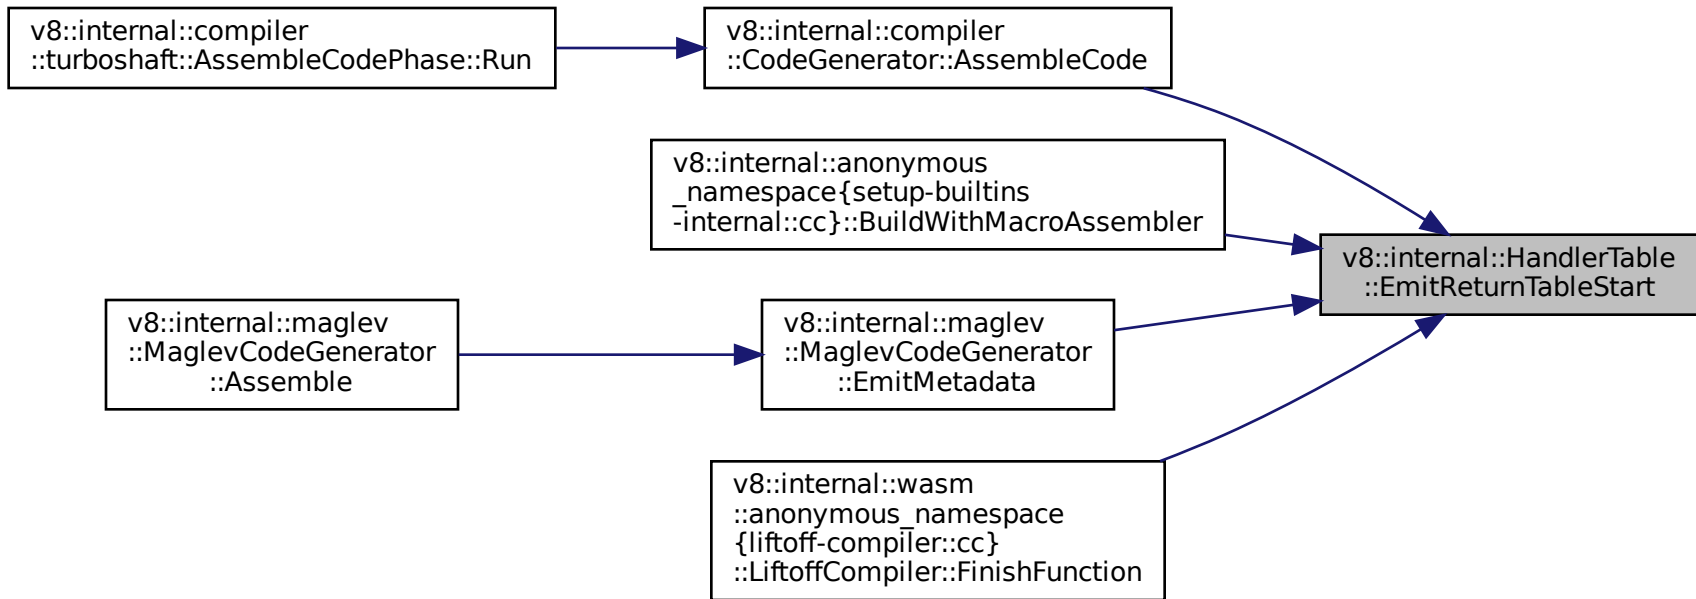 v8::internal::compiler
::turboshaft::AssembleCodePhase::Run
v8::internal::compiler
::CodeGenerator::AssembleCode
v8::internal::anonymous
_namespace{setup-builtins
-internal::cc}::BuildWithMacroAssembler
v8::internal::HandlerTable
::EmitReturnTableStart
v8::internal::maglev
::MaglevCodeGenerator
::Assemble
v8::internal::maglev
::MaglevCodeGenerator
::EmitMetadata
v8::internal::wasm
::anonymous_namespace
{liftoff-compiler::cc}
::LiftoffCompiler::FinishFunction